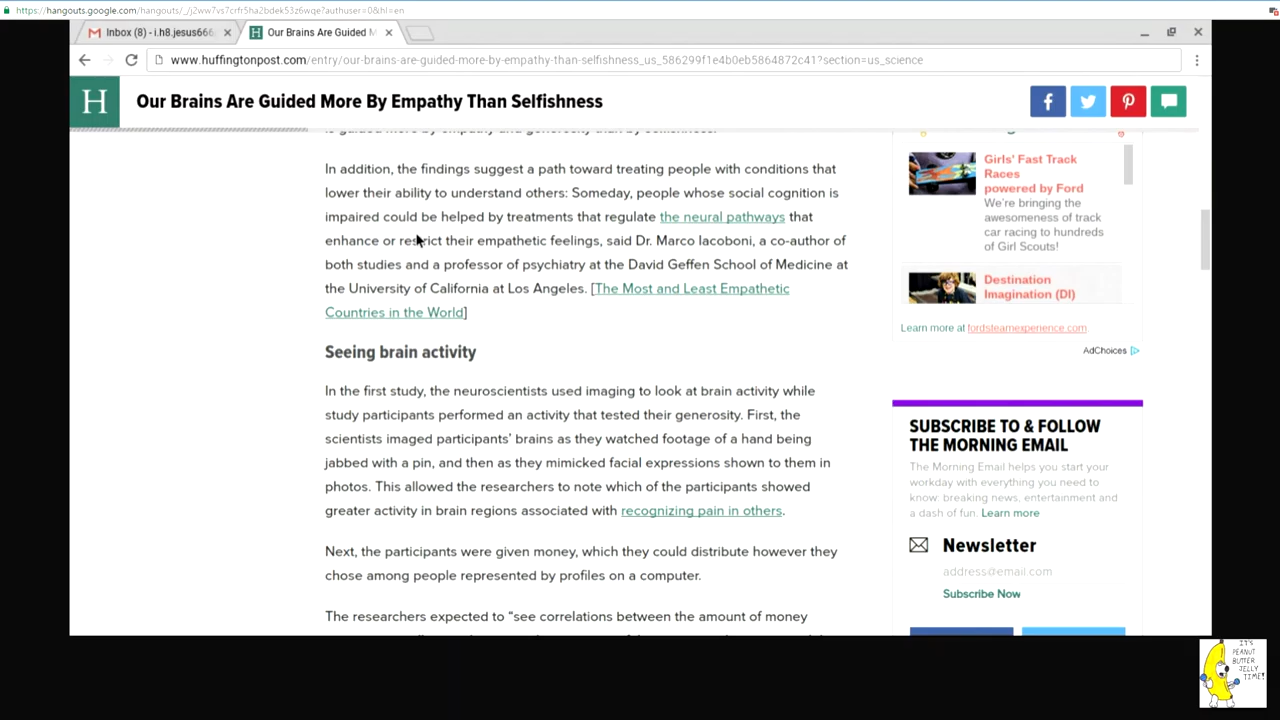 https://hangouts.google.com/hangouts/_/j2ww7vs7crfr5ha2bdek53z6wqe?authuser=0&hl=en
Inbox (8) - i.h8.jesus666
Our Brains Are Guided M
www.huffingtonpost.com/entry/our-brains-are-guided-more-by-empathy-than-selfishness_us_586299f1e4b0eb5864872c41?section=us_science
H
Our Brains Are Guided More By Empathy Than Selfishness
f
is guided more by empathy and generosity than by selfishness.
In addition, the findings suggest a path toward treating people with conditions that
lower their ability to understand others: Someday, people whose social cognition is
impaired could be helped by treatments that regulate the neural pathways that
enhance or restrict their empathetic feelings, said Dr. Marco Iacoboni, a co-author of
both studies and a professor of psychiatry at the David Geffen School of Medicine at
the University of California at Los Angeles. [The Most and Least Empathetic
Countries in the World]
Seeing brain activity
In the first study, the neuroscientists used imaging to look at brain activity while
study participants performed an activity that tested their generosity. First, the
scientists imaged participants’ brains as they watched footage of a hand being
jabbed with a pin, and then as they mimicked facial expressions shown to them in
photos. This allowed the researchers to note which of the participants showed
greater activity in brain regions associated with recognizing pain in others.
Next, the participants were given money, which they could distribute however they
chose among people represented by profiles on a computer.
The researchers expected to “see correlations between the amount of money
Girls' Fast Track
Races
powered by Ford
We're bringing the
awesomeness of track
car racing to hundreds
of Girl Scouts!
Destination
Imagination (DI)
Learn more at fordsteamexperience.com.
AdChoices
SUBSCRIBE TO & FOLLOW
THE MORNING EMAIL
The Morning Email helps you start your
workday with everything you need to
know: breaking news, entertainment and
a dash of fun. Learn more
Newsletter
address@email.com
Subscribe Now
IT'S
PEANUT
BUTTER
JELLY
TIME!